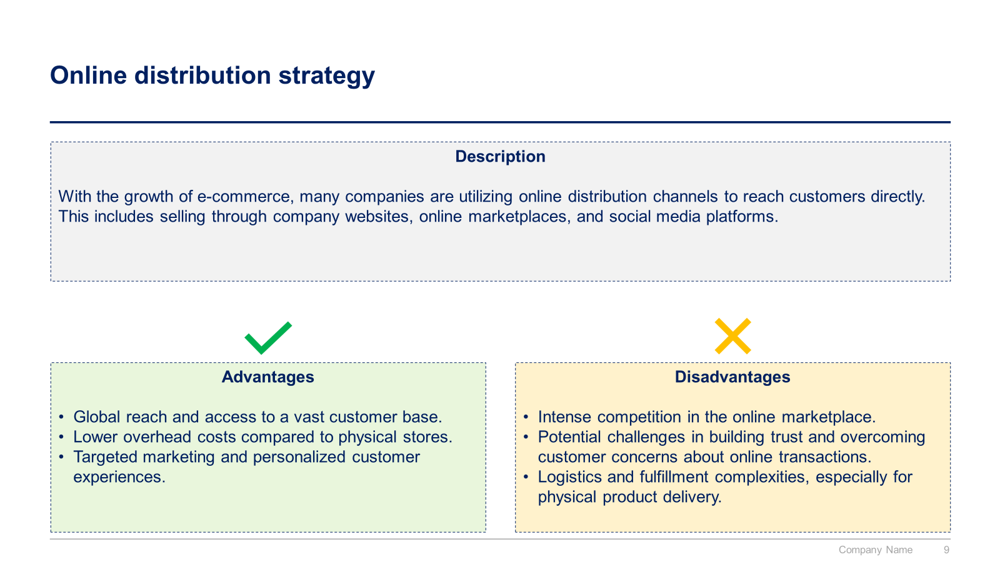 Online distribution strategy
Description
With the growth of e-commerce, many companies are utilizing online distribution channels to reach customers directly.
This includes selling through company websites, online marketplaces, and social media platforms.
Advantages
• Global reach and access to a vast customer base.
• Lower overhead costs compared to physical stores.
• Targeted marketing and personalized customer
experiences.
Disadvantages
• Intense competition in the online marketplace.
• Potential challenges in building trust and overcoming
customer concerns about online transactions.
• Logistics and fulfillment complexities, especially for
physical product delivery.
Company Name 9